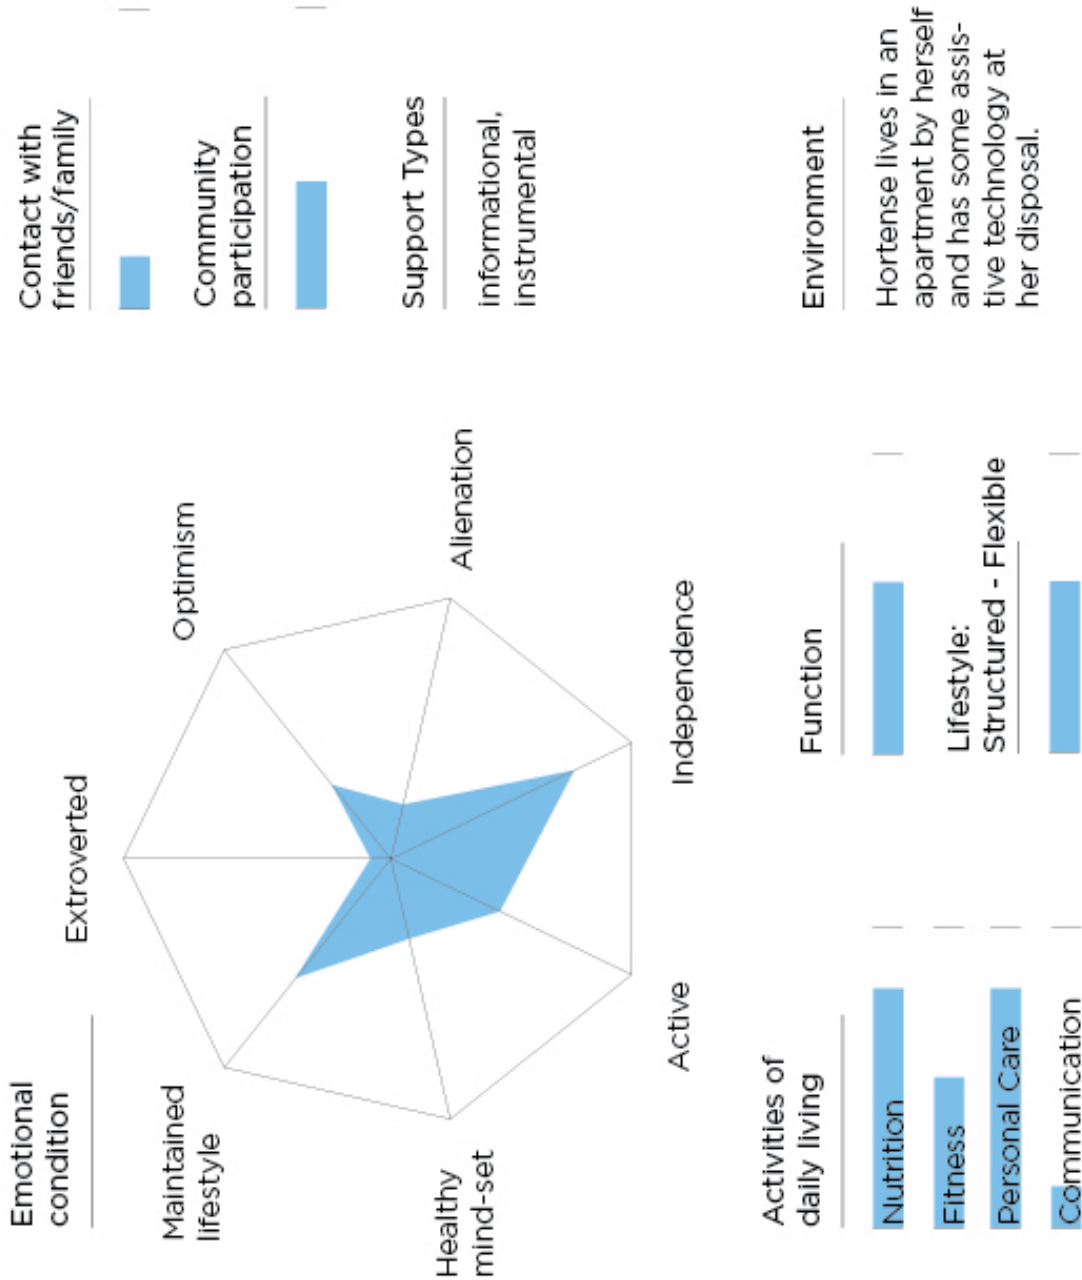 Emotional
condition
Extroverted
Optimism
Alienation
Independence
Active
Healthy
mind-set
Maintained
lifestyle
Contact with
friends/family
Community
participation
Support Types
informational,
instrumental
Activities of
daily living
Nutrition
Fitness
Personal Care
Communication
Function
Lifestyle:
Structured - Flexible
Environment
Hortense lives in an
apartment by herself
and has some assis-
tive technology at
her disposal.